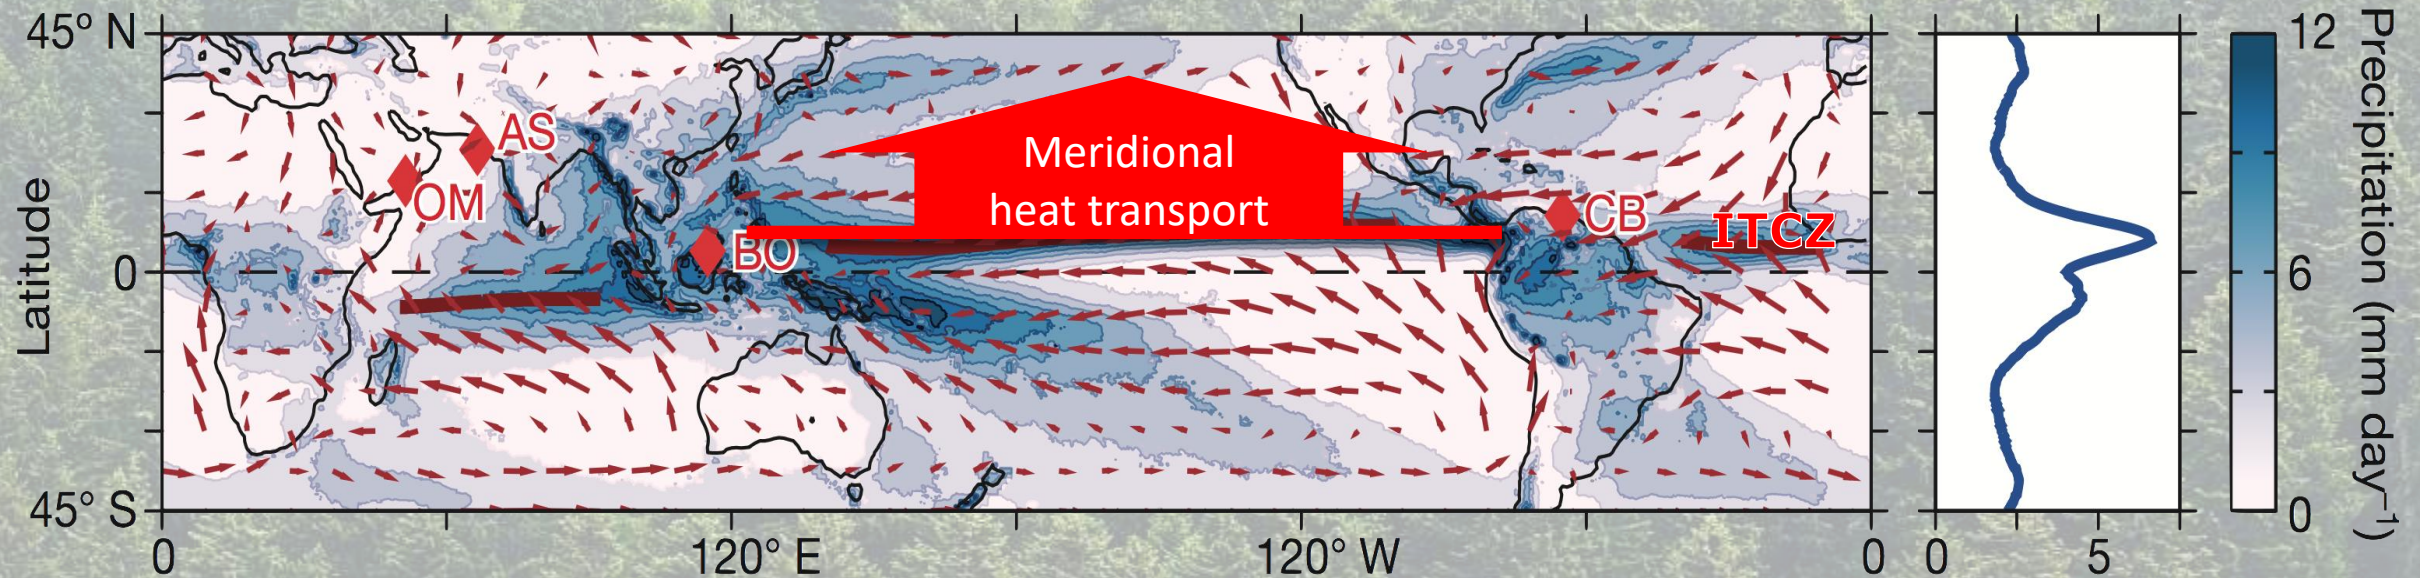 45° N
0
45° S
Latitude
0
120° E
120° W
0
AS
OM
BO
CB
ITCZ
Meridional
heat transport
0
5
12
6
0
Precipitation (mm day⁻¹)